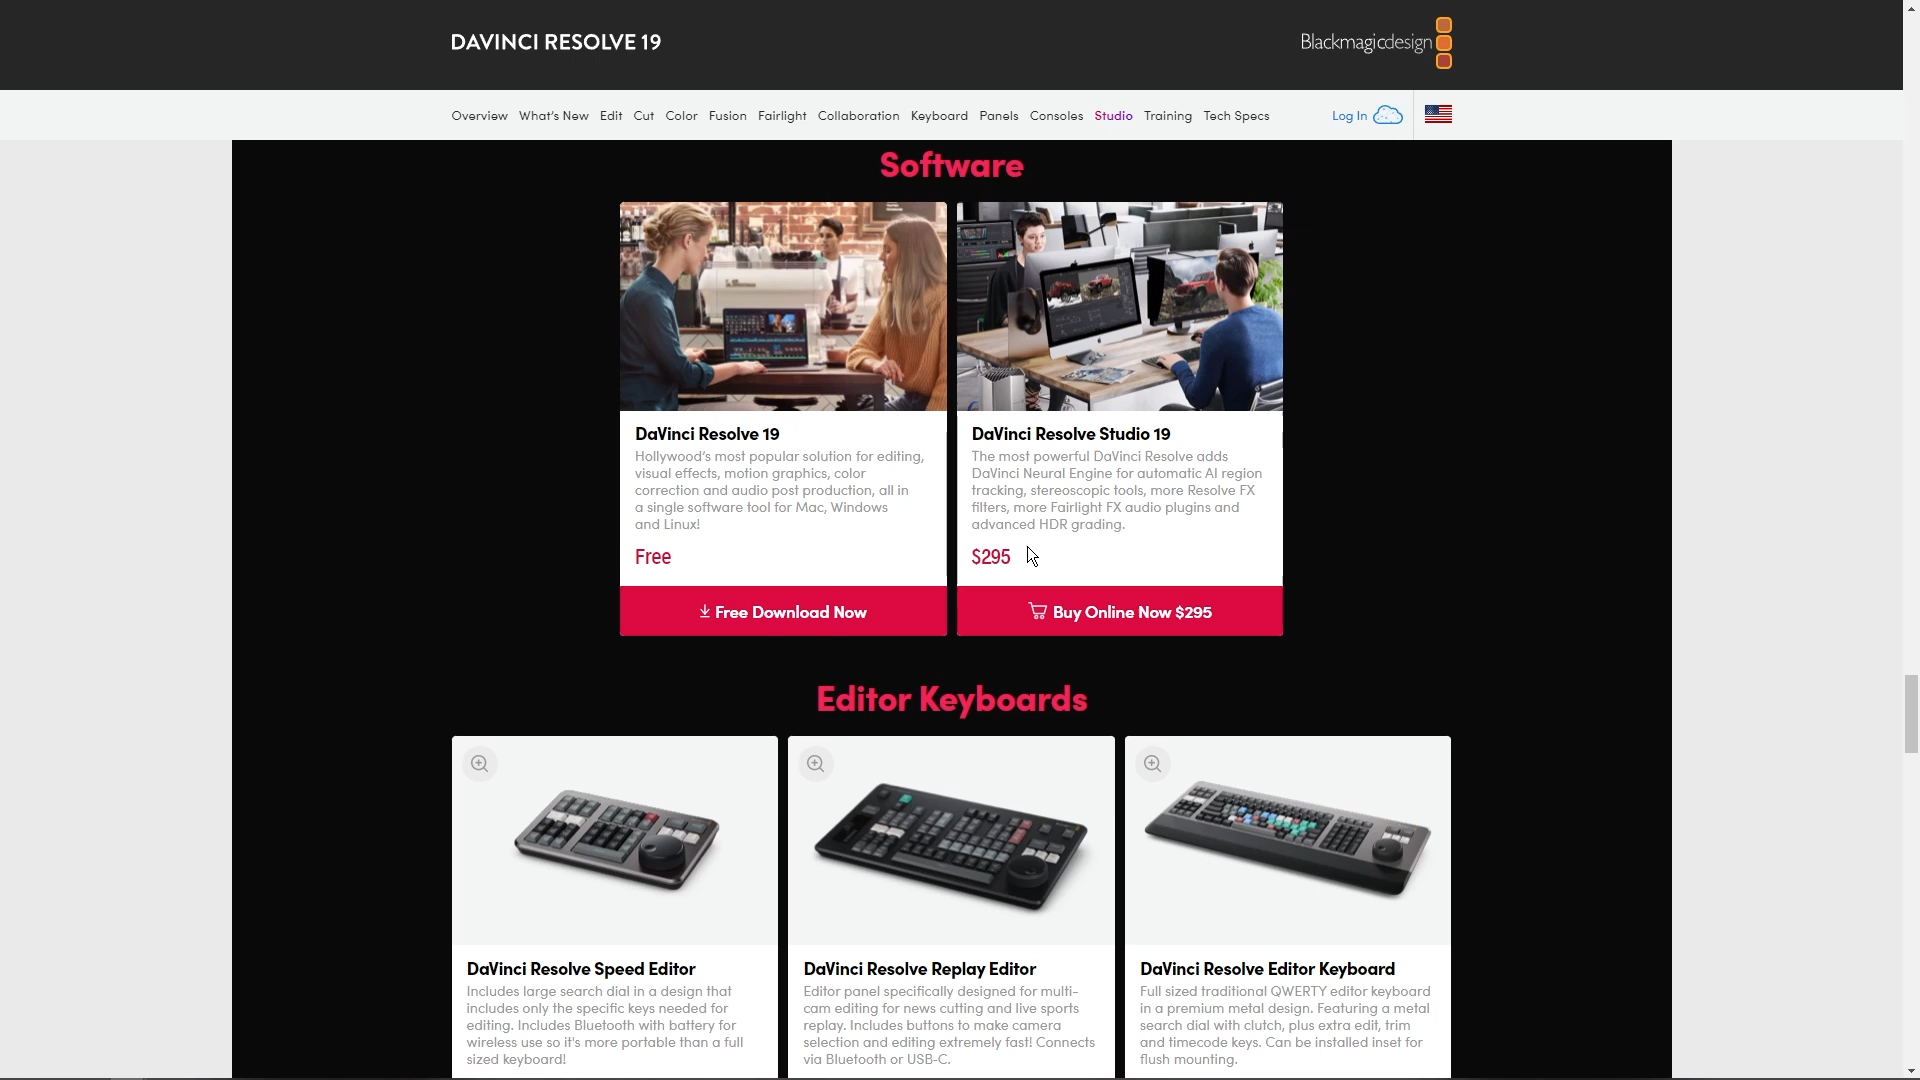 DAVINCI RESOLVE 19
Blackmagicdesign
Overview What's New Edit Cut Color Fusion Fairlight Collaboration Keyboard Panels Consoles Studio Training Tech Specs Log In
Software
DaVinci Resolve 19
Hollywood's most popular solution for editing,
visual effects, motion graphics, color
correction and audio post production, all in
a single software tool for Mac, Windows
and Linux!
Free
Free Download Now
DaVinci Resolve Studio 19
The most powerful DaVinci Resolve adds
DaVinci Neural Engine for automatic AI region
tracking, stereoscopic tools, more Resolve FX
filters, more Fairlight FX audio plugins and
advanced HDR grading.
$295
Buy Online Now $295
Editor Keyboards
DaVinci Resolve Speed Editor
Includes large search dial in a design that
includes only the specific keys needed for
editing. Includes Bluetooth with battery for
wireless use so it's more portable than a full
sized keyboard!
DaVinci Resolve Replay Editor
Editor panel specifically designed for multi-
cam editing for news cutting and live sports
replay. Includes buttons to make camera
selection and editing extremely fast! Connects
via Bluetooth or USB-C.
DaVinci Resolve Editor Keyboard
Full sized traditional QWERTY editor keyboard
in a premium metal design. Featuring a metal
search dial with clutch, plus extra edit, trim
and timecode keys. Can be installed inset for
flush mounting.